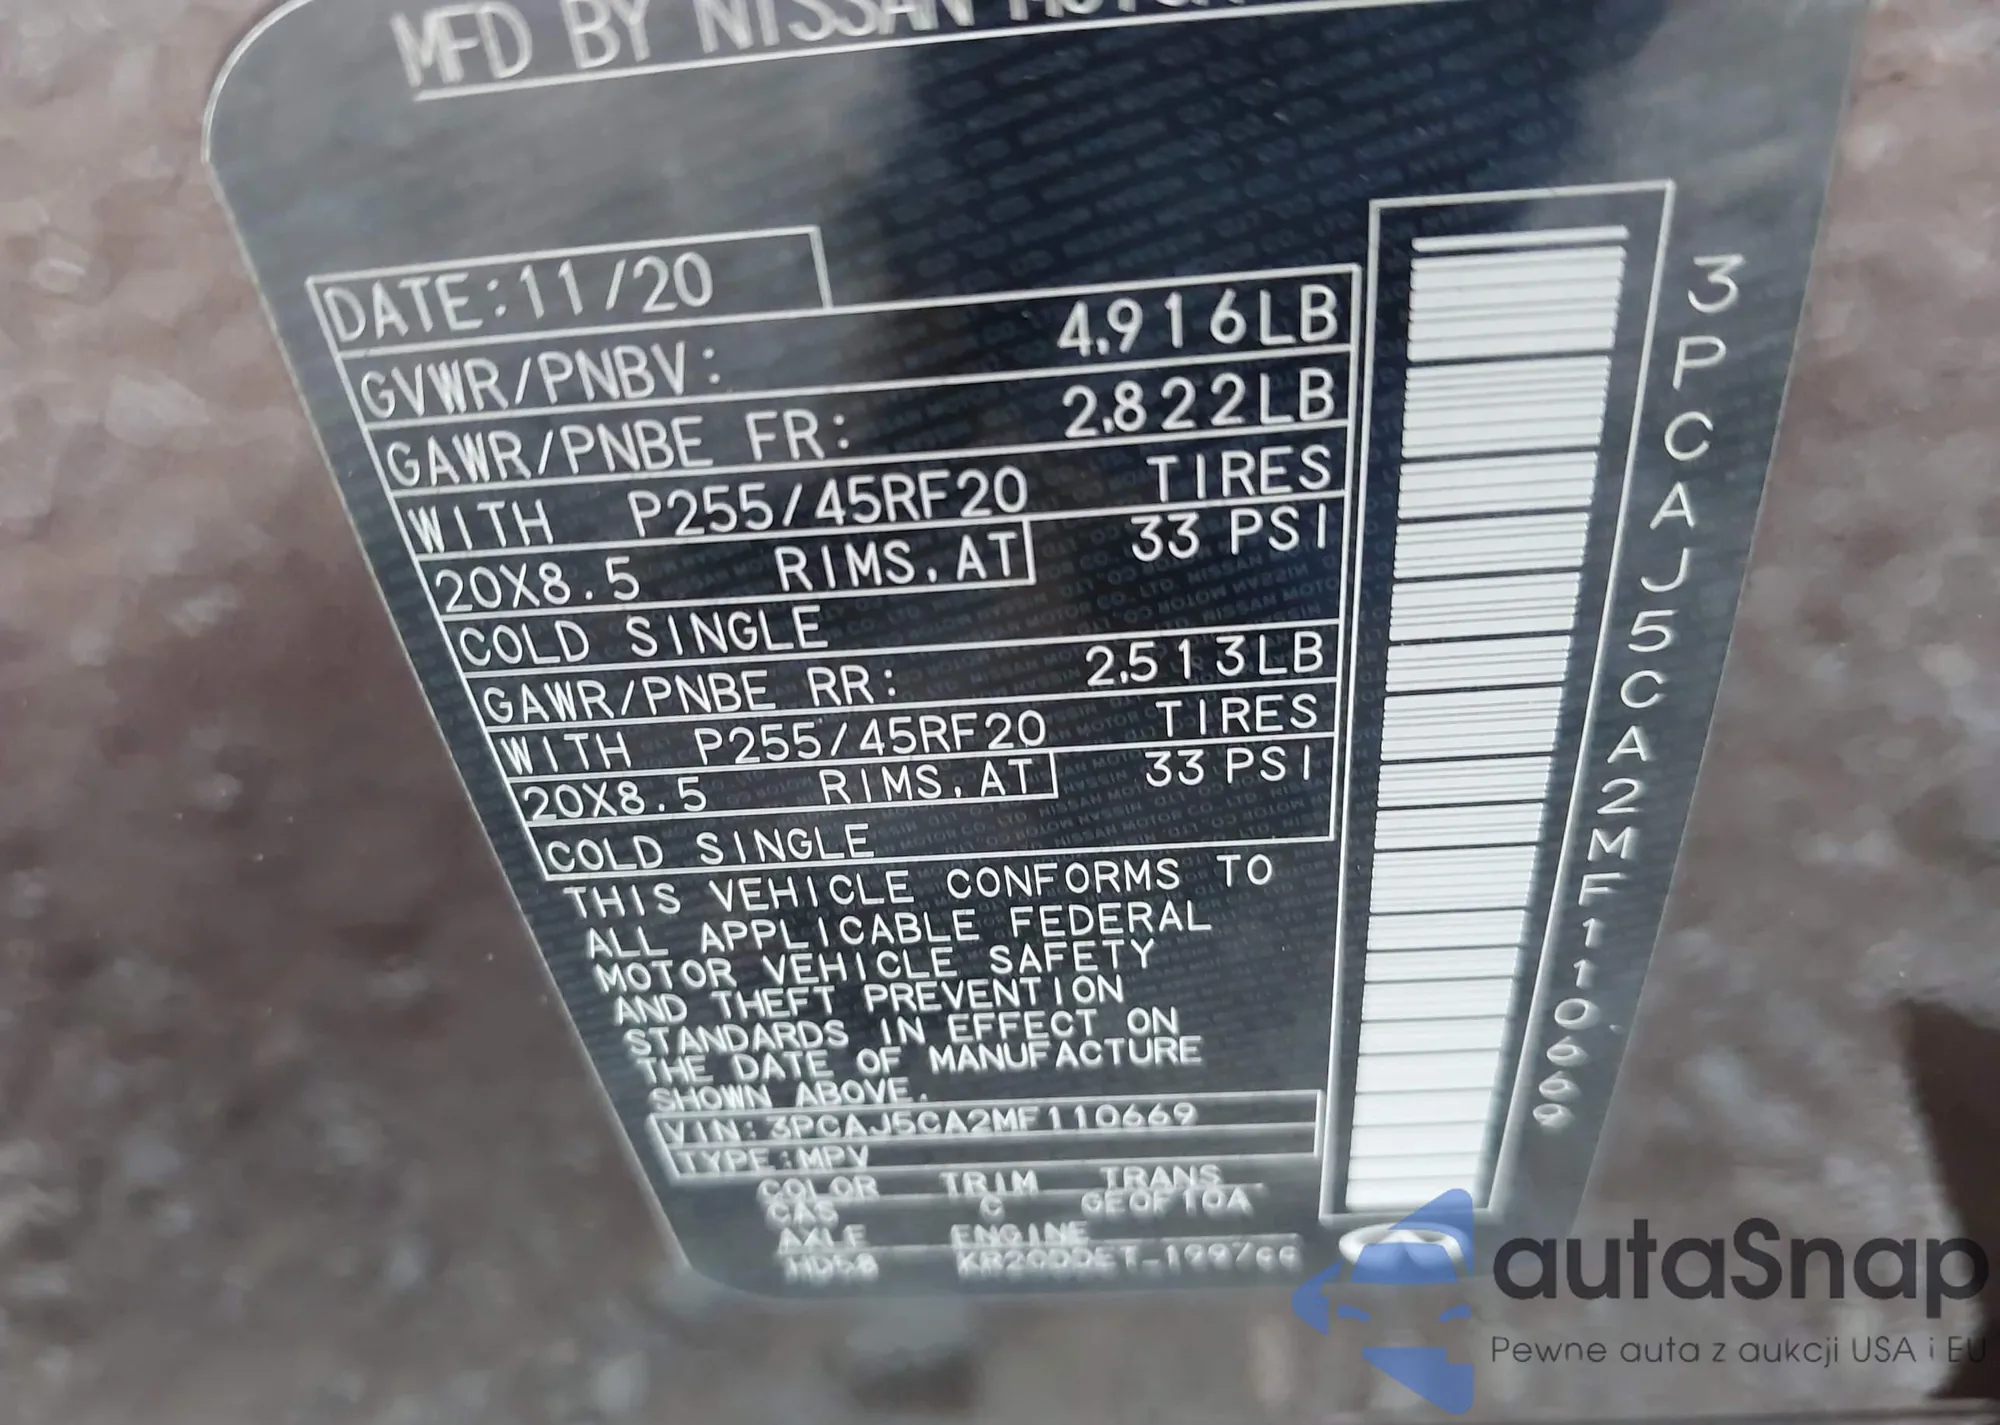 MFD BY NISSAN MOTOR
DATE:11/20
GVWR/PNBV: 4,916LB
GAWR/PNBE FR: 2,822LB
WITH P255/45RF20 TIRES
20X8.5 RIMS,AT 33 PSI
COLD SINGLE
GAWR/PNBE RR: 2,513LB
WITH P255/45RF20 TIRES
20X8.5 RIMS,AT 33 PSI
COLD SINGLE
THIS VEHICLE CONFORMS TO
ALL APPLICABLE FEDERAL
MOTOR VEHICLE SAFETY
AND THEFT PREVENTION
STANDARDS IN EFFECT ON
THE DATE OF MANUFACTURE
SHOWN ABOVE.
VIN:3PCAJ5CA2MF110669
TYPE:MPV
COLOR TRIM TRANS
CAS C GE0F10A
AXLE ENGINE
3PCAJ5CA2MF110669
autaSnap
Pewne auta z aukcji USA i EU